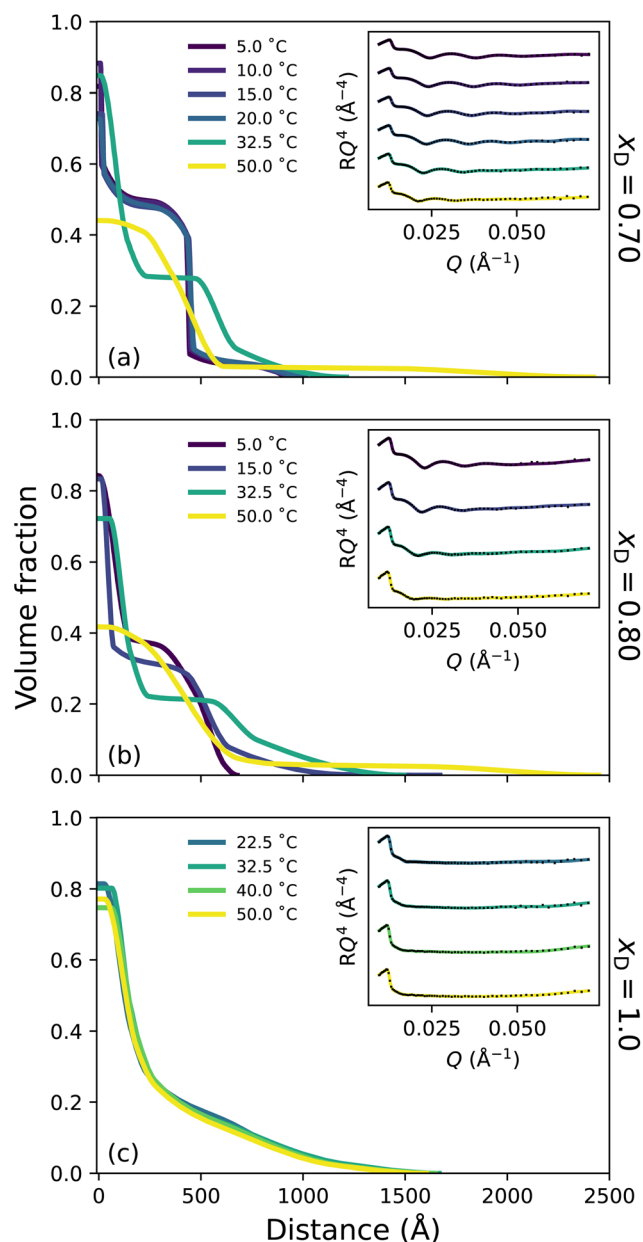 1.0
0.8
0.6
0.4
0.2
0.0
5.0 ˚C
10.0 ˚C
15.0 ˚C
20.0 ˚C
32.5 ˚C
50.0 ˚C
RQ⁴ (Å⁻⁴)
0.025 0.050
Q (Å⁻¹)
(a)
x_D = 0.70
1.0
0.8
0.6
0.4
0.2
0.0
Volume fraction
5.0 ˚C
15.0 ˚C
32.5 ˚C
50.0 ˚C
RQ⁴ (Å⁻⁴)
0.025 0.050
Q (Å⁻¹)
(b)
x_D = 0.80
1.0
0.8
0.6
0.4
0.2
0.0
22.5 ˚C
32.5 ˚C
40.0 ˚C
50.0 ˚C
RQ⁴ (Å⁻⁴)
0.025 0.050
Q (Å⁻¹)
(c)
x_D = 1.0
0 500 1000 1500 2000 2500
Distance (Å)